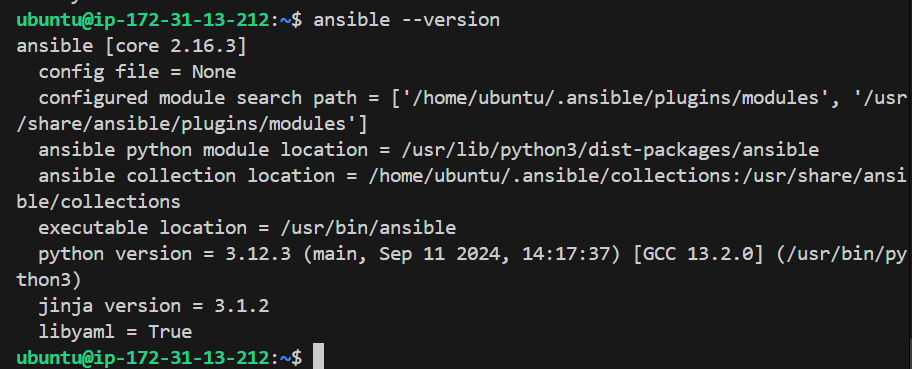 ubuntu@ip-172-31-13-212:~$ ansible --version
ansible [core 2.16.3]
  config file = None
  configured module search path = ['/home/ubuntu/.ansible/plugins/modules', '/usr
/share/ansible/plugins/modules']
  ansible python module location = /usr/lib/python3/dist-packages/ansible
  ansible collection location = /home/ubuntu/.ansible/collections:/usr/share/ansi
ble/collections
  executable location = /usr/bin/ansible
  python version = 3.12.3 (main, Sep 11 2024, 14:17:37) [GCC 13.2.0] (/usr/bin/py
thon3)
  jinja version = 3.1.2
  libyaml = True
ubuntu@ip-172-31-13-212:~$